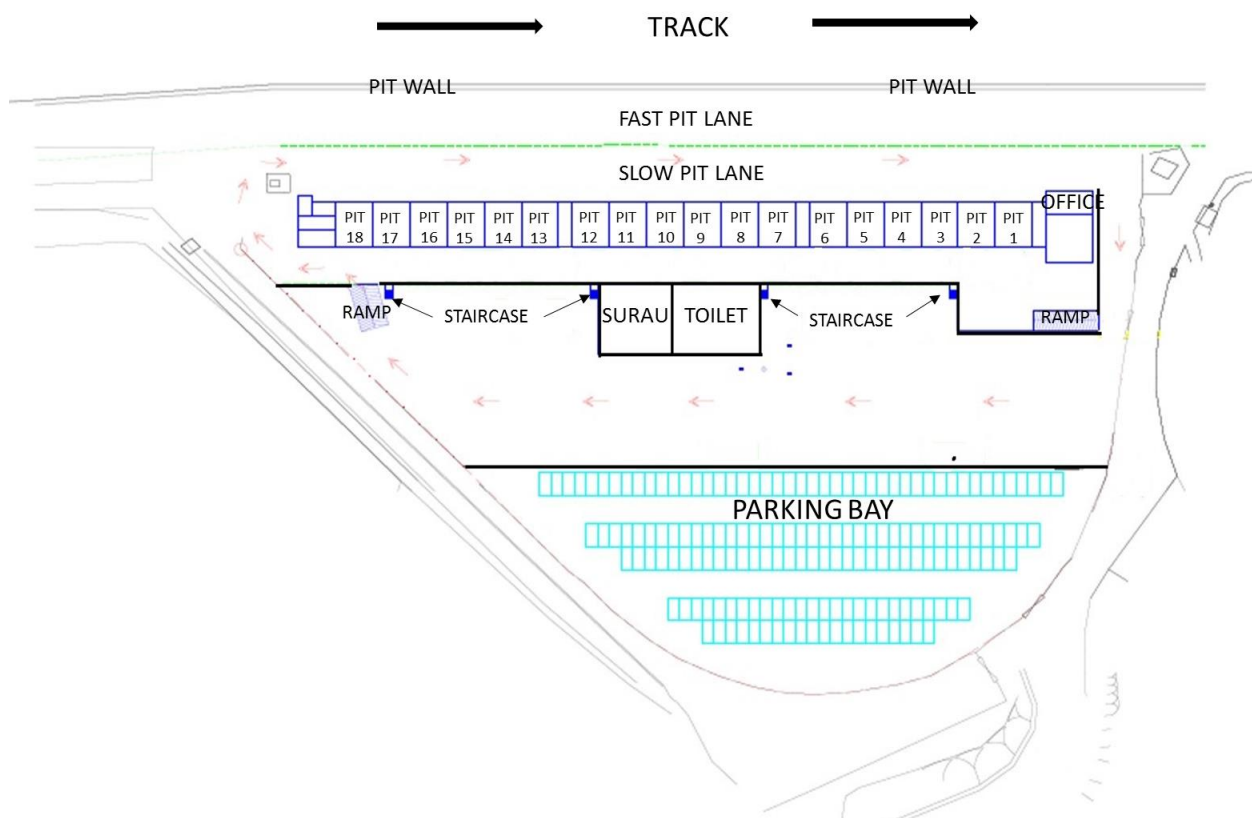 TRACK
PIT WALL
PIT WALL
FAST PIT LANE
SLOW PIT LANE
OFFICE
PIT
18
PIT
17
PIT
16
PIT
15
PIT
14
PIT
13
PIT
12
PIT
11
PIT
10
PIT
9
PIT
8
PIT
7
PIT
6
PIT
5
PIT
4
PIT
3
PIT
2
PIT
1
RAMP
STAIRCASE
SURAU
TOILET
STAIRCASE
RAMP
PARKING BAY